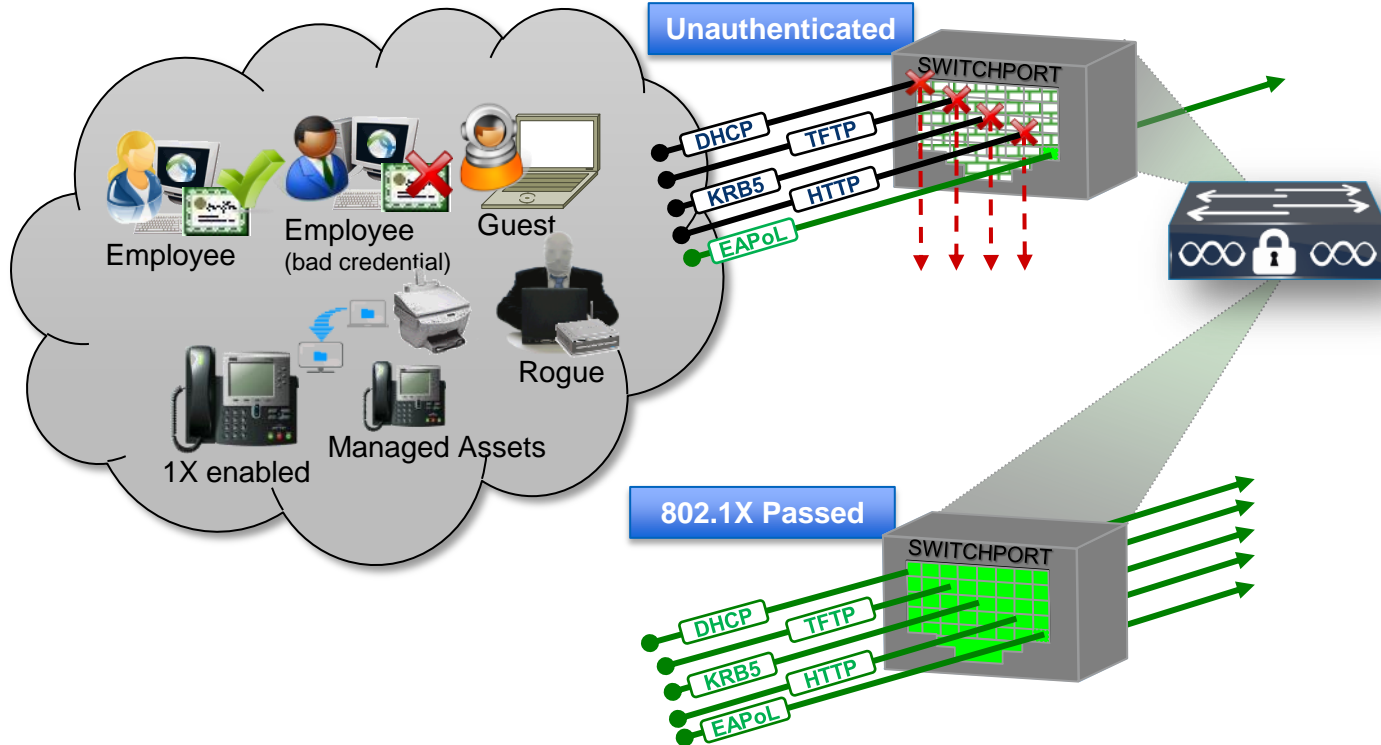 Unauthenticated
SWITCHPORT
DHCP
TFTP
KRB5
HTTP
EAPoL
Employee
Employee
(bad credential)
Guest
Rogue
1X enabled
Managed Assets
802.1X Passed
SWITCHPORT
DHCP
TFTP
KRB5
HTTP
EAPoL